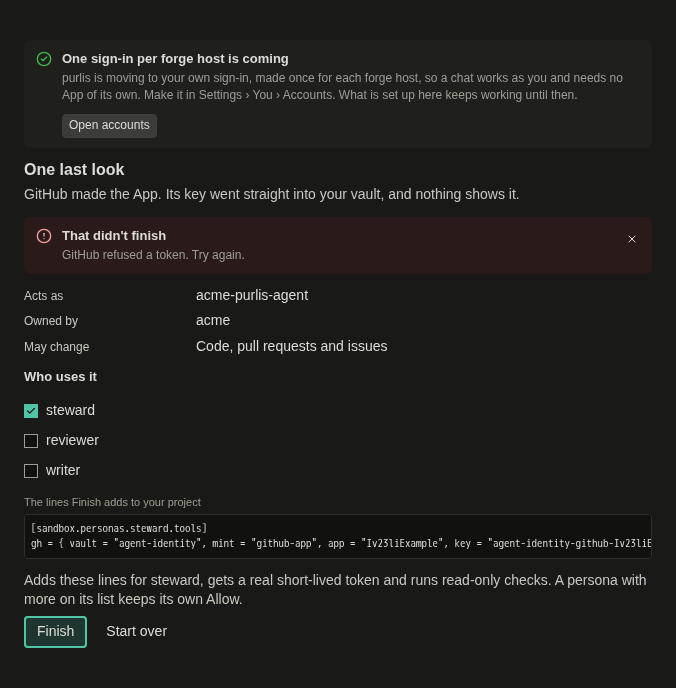 One sign-in per forge host is coming
purlis is moving to your own sign-in, made once for each forge host, so a chat works as you and needs no
App of its own. Make it in Settings › You › Accounts. What is set up here keeps working until then.
Open accounts
One last look
GitHub made the App. Its key went straight into your vault, and nothing shows it.
That didn't finish
GitHub refused a token. Try again.
Acts as acme-purlis-agent
Owned by acme
May change Code, pull requests and issues
Who uses it
steward
reviewer
writer
The lines Finish adds to your project
[sandbox.personas.steward.tools]
gh = { vault = "agent-identity", mint = "github-app", app = "Iv23liExample", key = "agent-identity-github-Iv23liE
Adds these lines for steward, gets a real short-lived token and runs read-only checks. A persona with
more on its list keeps its own Allow.
Finish Start over